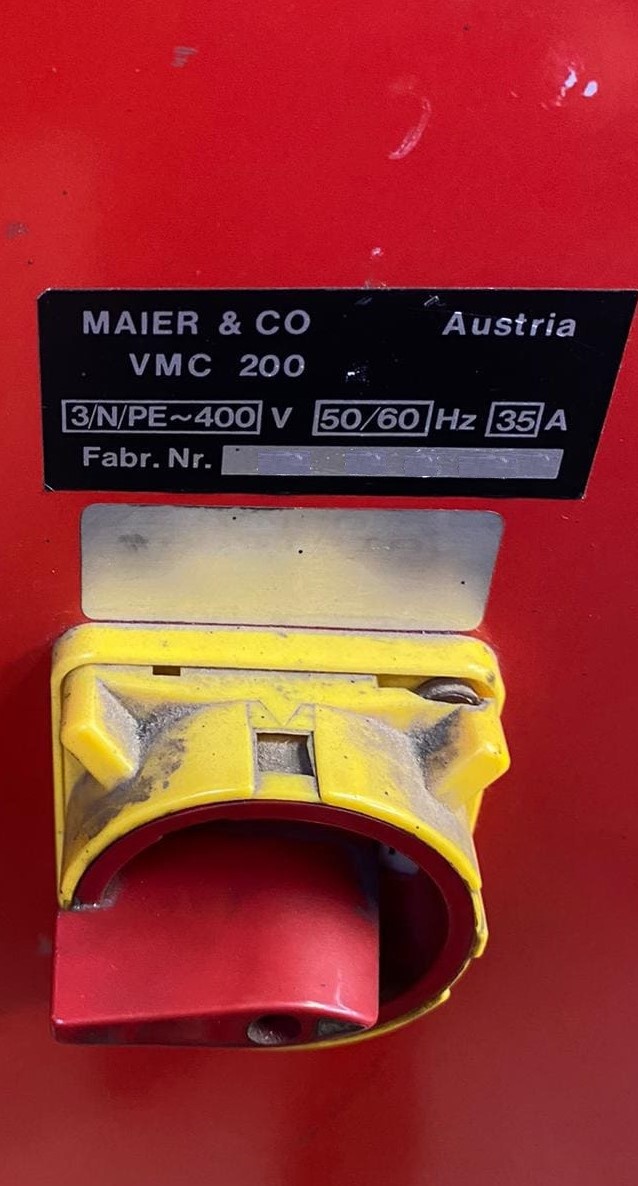 MAIER & CO Austria
VMC 200
3/N/PE~400 V 50/60 Hz 35 A
Fabr. Nr.